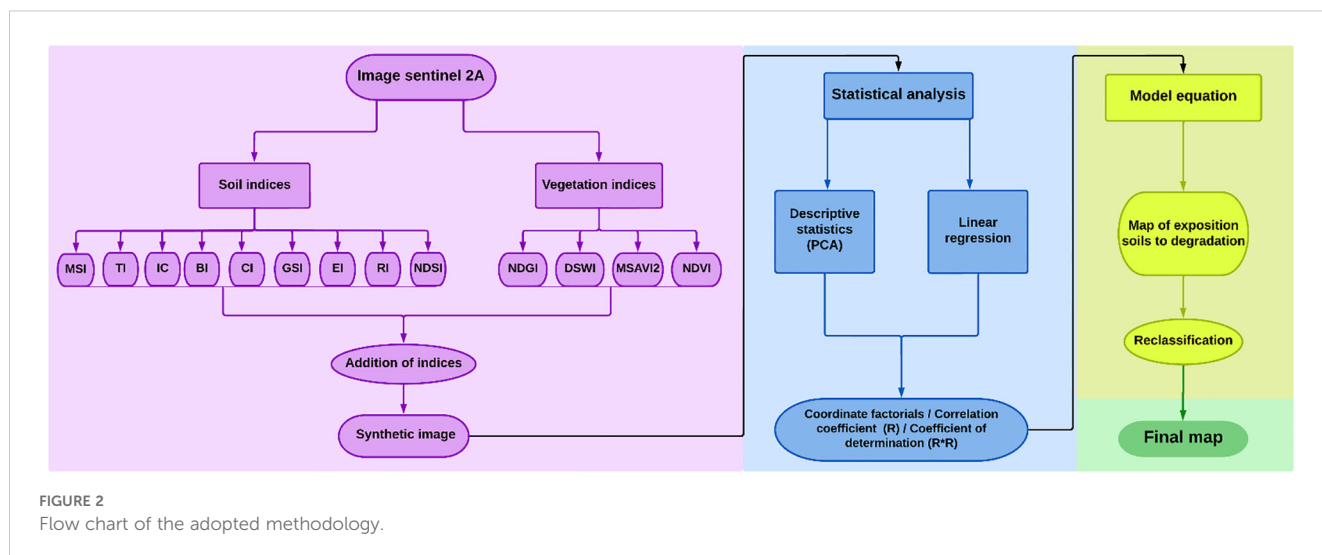 Image sentinel 2A
Soil indices
Vegetation indices
MSI
TI
IC
BI
CI
GSI
EI
RI
NDSI
NDGI
DSWI
MSAVI2
NDVI
Addition of indices
Synthetic image
Statistical analysis
Descriptive
statistics
(PCA)
Linear
regression
Coordinate factorials / Correlation
coefficient (R) / Coefficient of
determination (R*R)
Model equation
Map of exposition
soils to degradation
Reclassification
Final map
FIGURE 2
Flow chart of the adopted methodology.